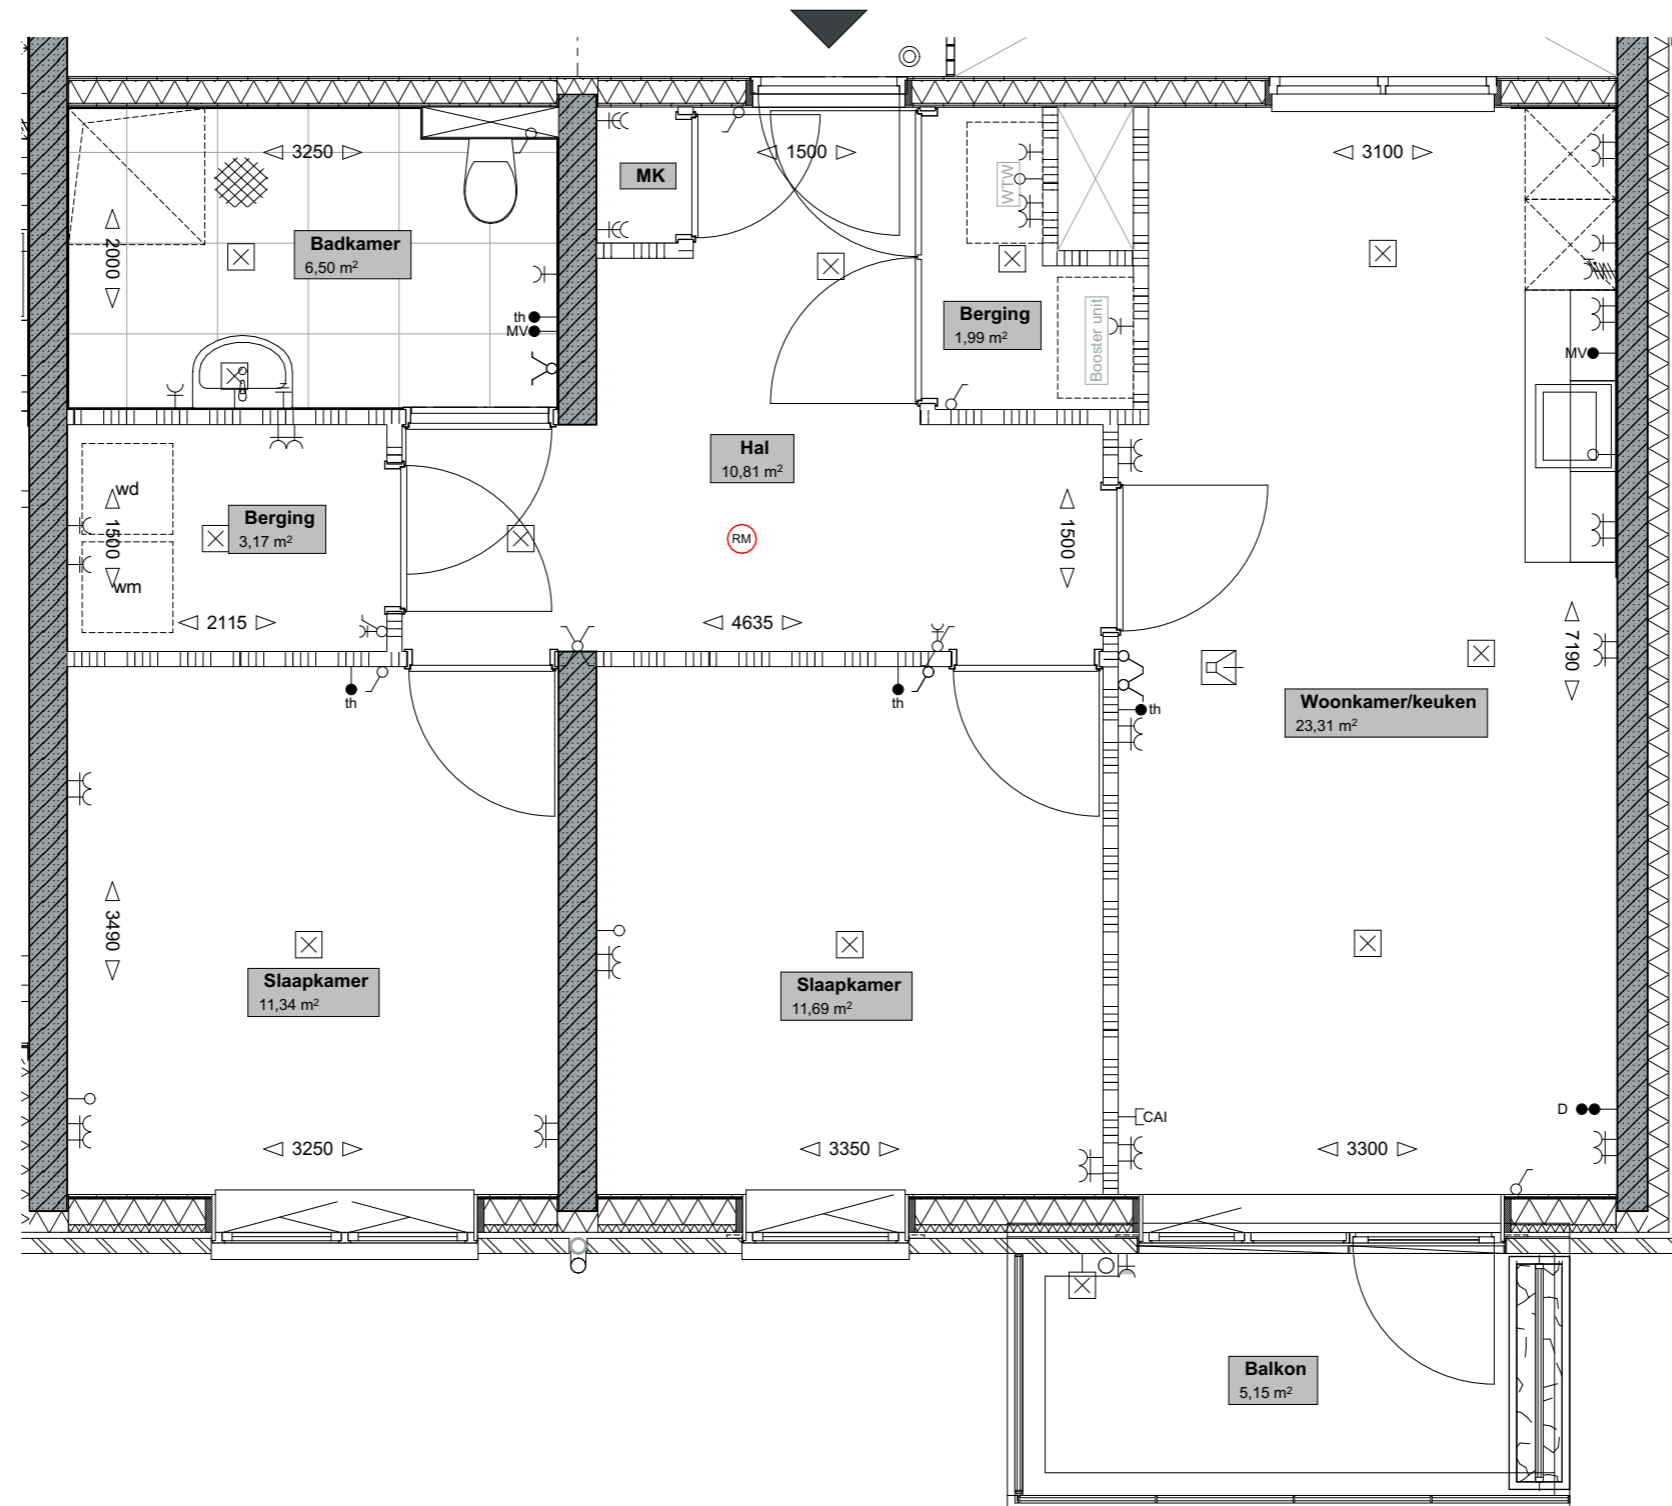 3250
1500
3100
MK
WTW
2000
Badkamer
6,50 m²
th
MV
Berging
1,99 m²
Booster unit
MV
Hal
10,81 m²
wd
1500
wm
Berging
3,17 m²
RM
1500
2115
4635
7190
th
th
th
Woonkamer/keuken
23,31 m²
3490
Slaapkamer
11,34 m²
Slaapkamer
11,69 m²
CAI
D
3250
3350
3300
Balkon
5,15 m²